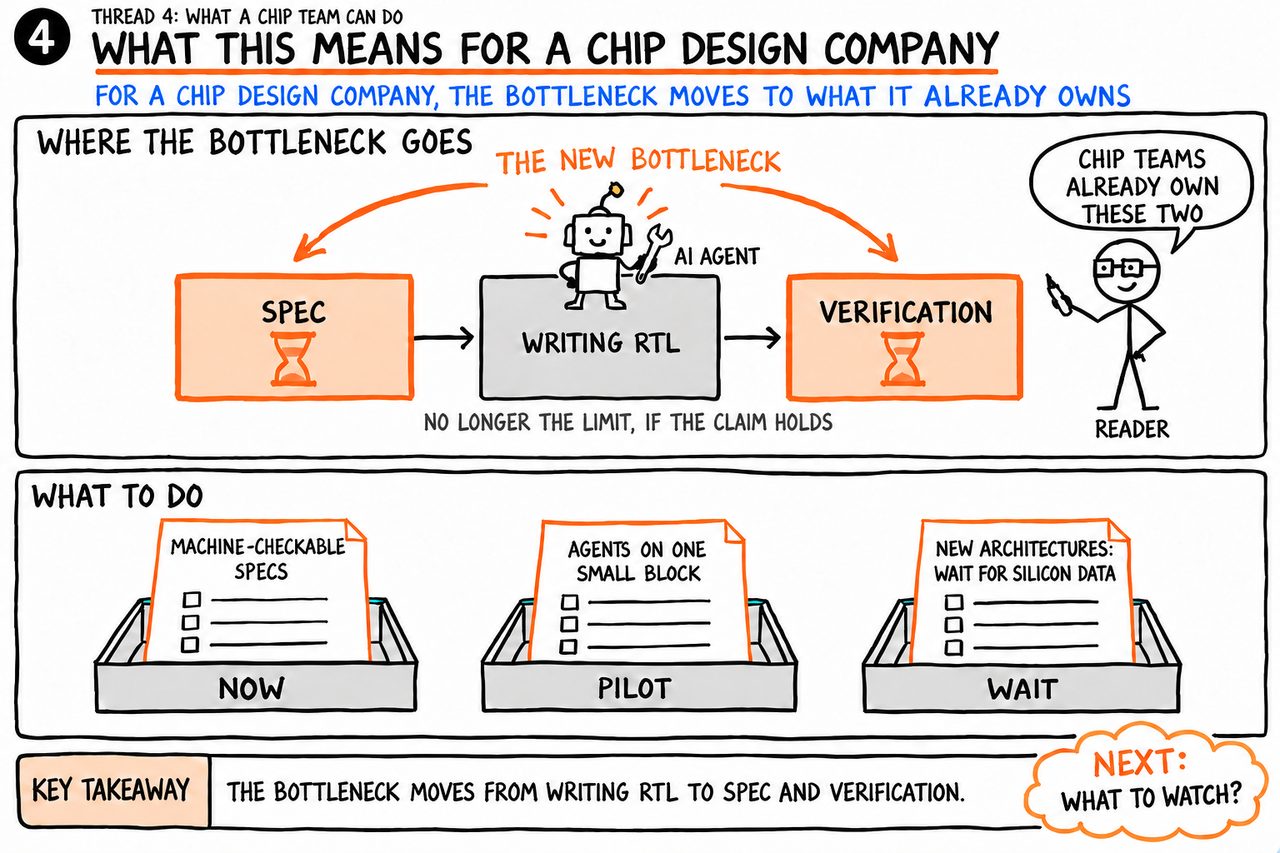 4
THREAD 4: WHAT A CHIP TEAM CAN DO
WHAT THIS MEANS FOR A CHIP DESIGN COMPANY
FOR A CHIP DESIGN COMPANY, THE BOTTLENECK MOVES TO WHAT IT ALREADY OWNS
WHERE THE BOTTLENECK GOES
THE NEW BOTTLENECK
AI AGENT
SPEC
WRITING RTL
VERIFICATION
NO LONGER THE LIMIT, IF THE CLAIM HOLDS
CHIP TEAMS
ALREADY OWN
THESE TWO
READER
WHAT TO DO
MACHINE-CHECKABLE
SPECS
NOW
AGENTS ON ONE
SMALL BLOCK
PILOT
NEW ARCHITECTURES:
WAIT FOR SILICON DATA
WAIT
KEY TAKEAWAY
THE BOTTLENECK MOVES FROM WRITING RTL TO SPEC AND VERIFICATION.
NEXT:
WHAT TO WATCH?